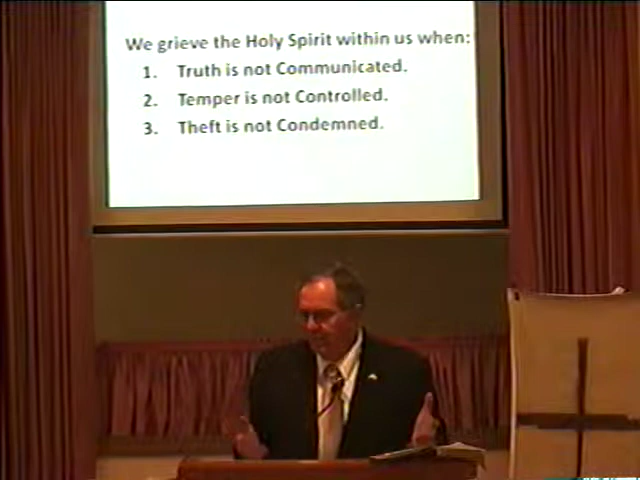 We grieve the Holy Spirit within us when:
1. Truth is not Communicated.
2. Temper is not Controlled.
3. Theft is not Condemned.